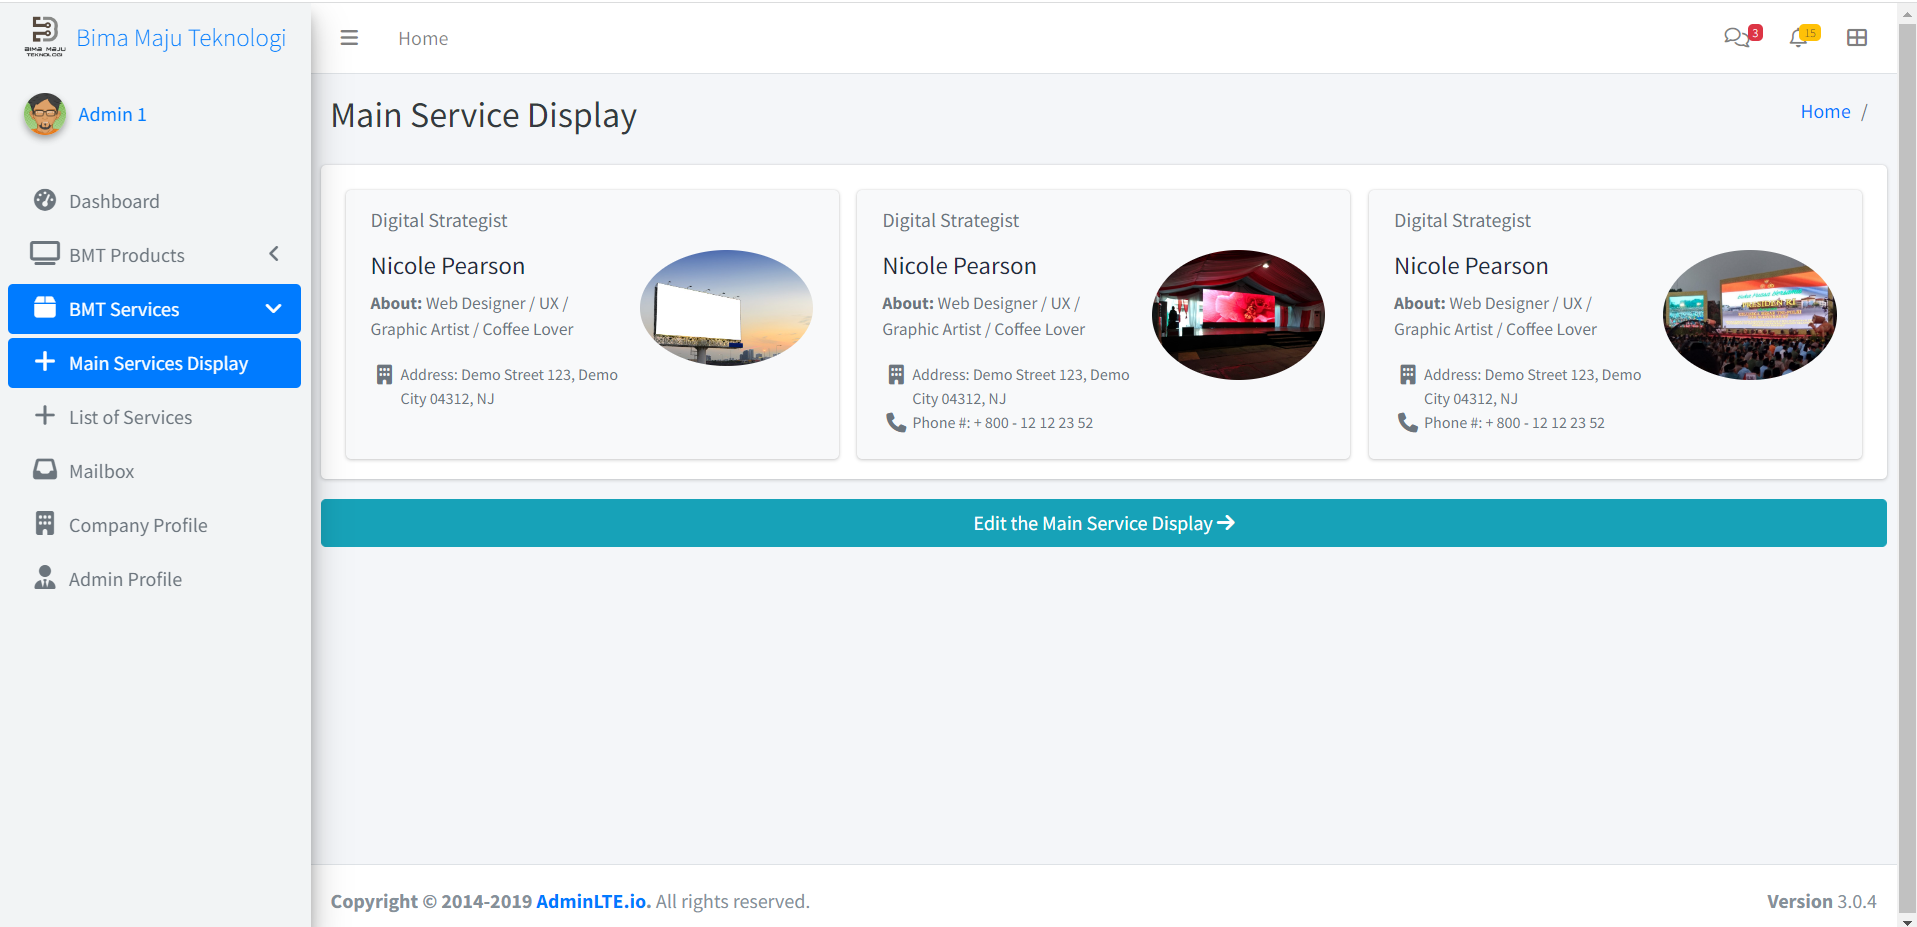 BIMA MAJU
TEKNOLOGI
Bima Maju Teknologi
Admin 1
Dashboard
BMT Products
BMT Services
Main Services Display
List of Services
Mailbox
Company Profile
Admin Profile
Home
3
15
Main Service Display
Home /
Digital Strategist
Nicole Pearson
About: Web Designer / UX /
Graphic Artist / Coffee Lover
Address: Demo Street 123, Demo
City 04312, NJ
Digital Strategist
Nicole Pearson
About: Web Designer / UX /
Graphic Artist / Coffee Lover
Address: Demo Street 123, Demo
City 04312, NJ
Phone #: + 800 - 12 12 23 52
Digital Strategist
Nicole Pearson
About: Web Designer / UX /
Graphic Artist / Coffee Lover
Address: Demo Street 123, Demo
City 04312, NJ
Phone #: + 800 - 12 12 23 52
PRESIDEN RI
Edit the Main Service Display
Copyright © 2014-2019 AdminLTE.io. All rights reserved.
Version 3.0.4